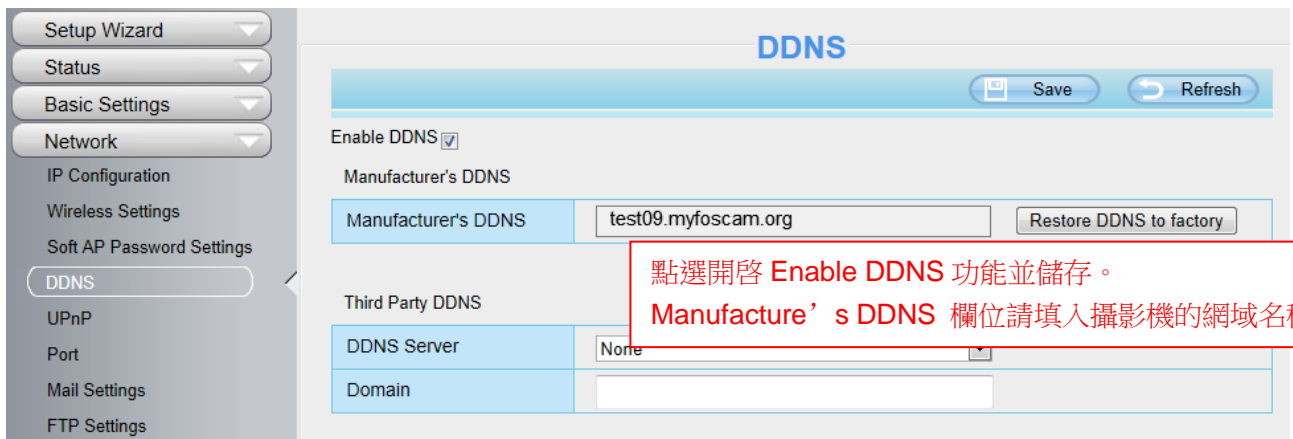 Setup Wizard
Status
Basic Settings
Network
IP Configuration
Wireless Settings
Soft AP Password Settings
DDNS
UPnP
Port
Mail Settings
FTP Settings
DDNS
Save Refresh
Enable DDNS
Manufacturer's DDNS
Manufacturer's DDNS test09.myfoscam.org Restore DDNS to factory
點選開啓 Enable DDNS 功能並儲存。
Manufacture’s DDNS 欄位請填入攝影機的網域名
Third Party DDNS
DDNS Server None
Domain